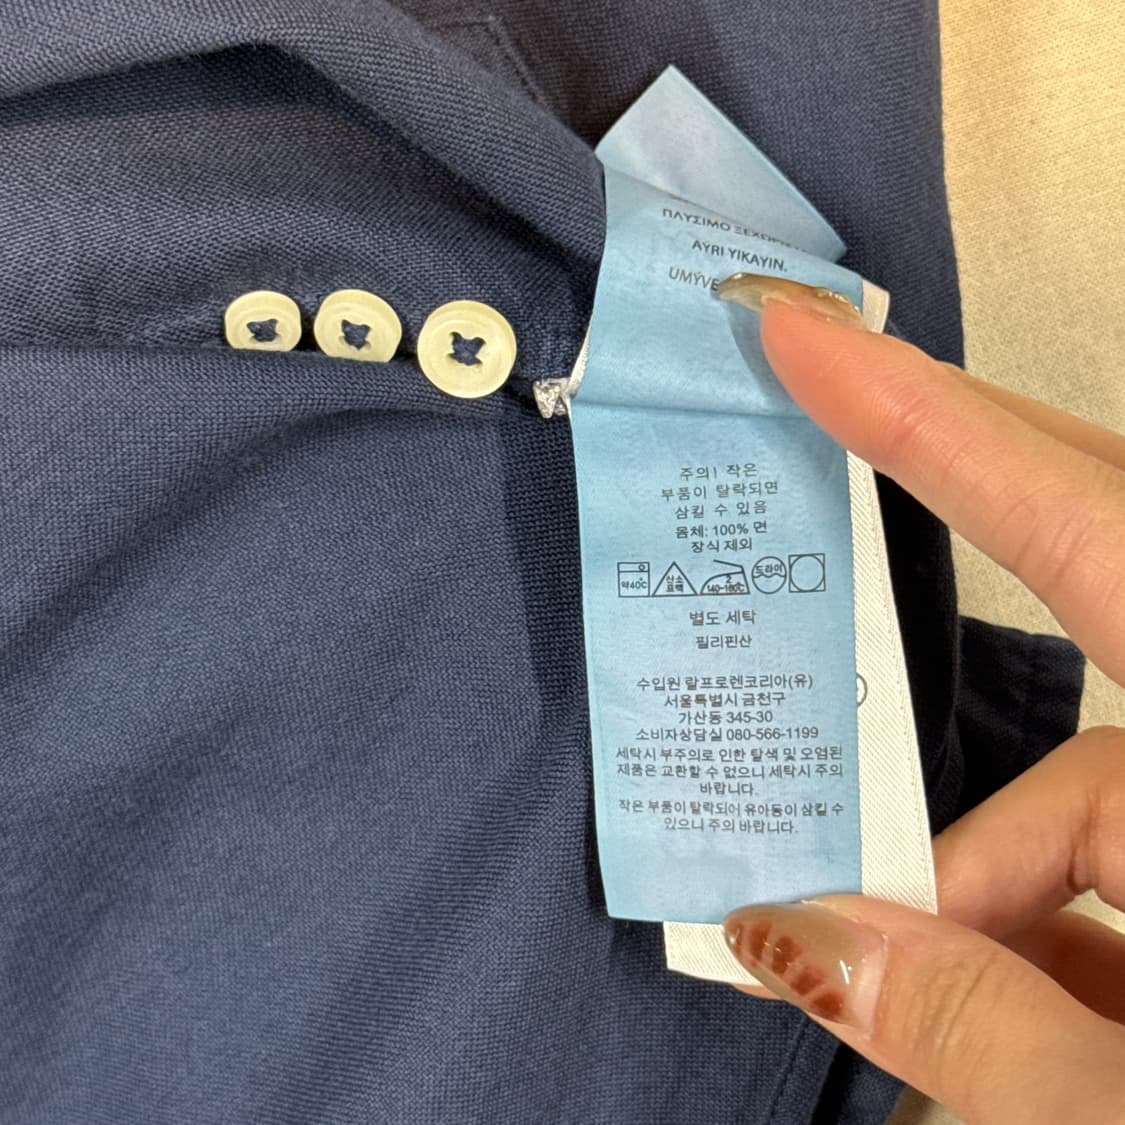 ΠΛΥΣΙΜΟ
AYRI YIKAYIN.
주의! 작은
부품이 탈락되면
삼킬 수 있음
몸체: 100% 면
장식 제외
약40℃
산소
표백
2
140~160℃
드라이
별도 세탁
필리핀산
수입원 랄프로렌코리아(유)
서울특별시 금천구
가산동 345-30
소비자상담실 080-566-1199
세탁시 부주의로 인한 탈색 및 오염된
제품은 교환할 수 없으니 세탁시 주의
바랍니다.
작은 부품이 탈락되어 유아동이 삼킬 수
있으니 주의 바랍니다.